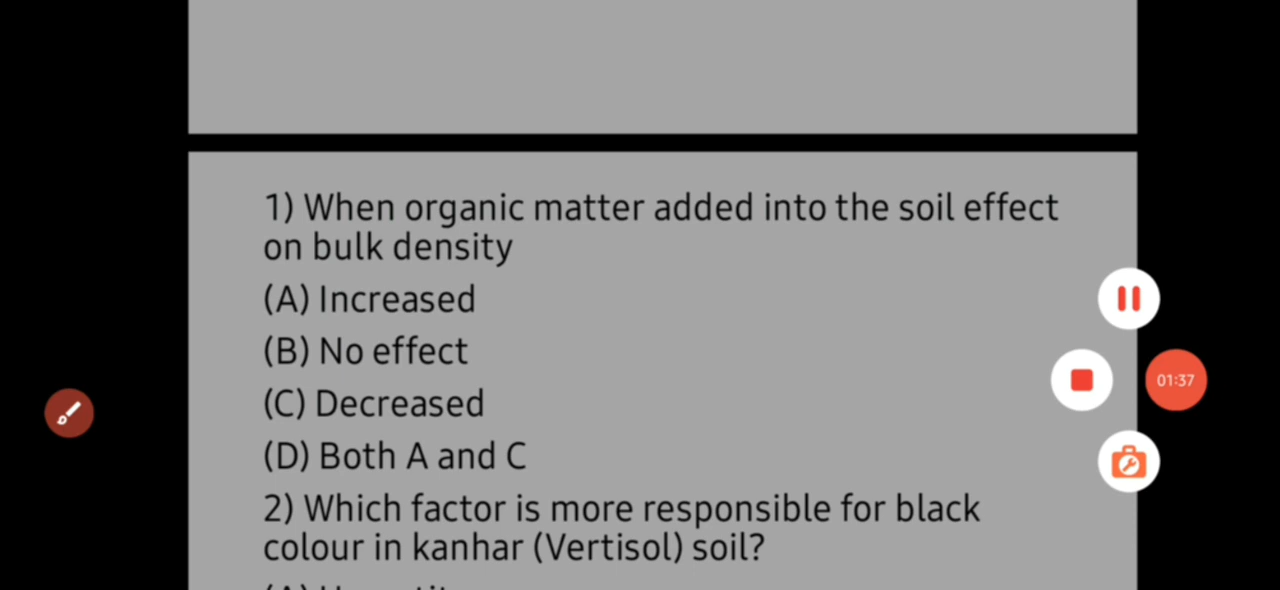 1) When organic matter added into the soil effect
on bulk density
(A) Increased
(B) No effect
(C) Decreased
(D) Both A and C
2) Which factor is more responsible for black
colour in kanhar (Vertisol) soil?
01:37